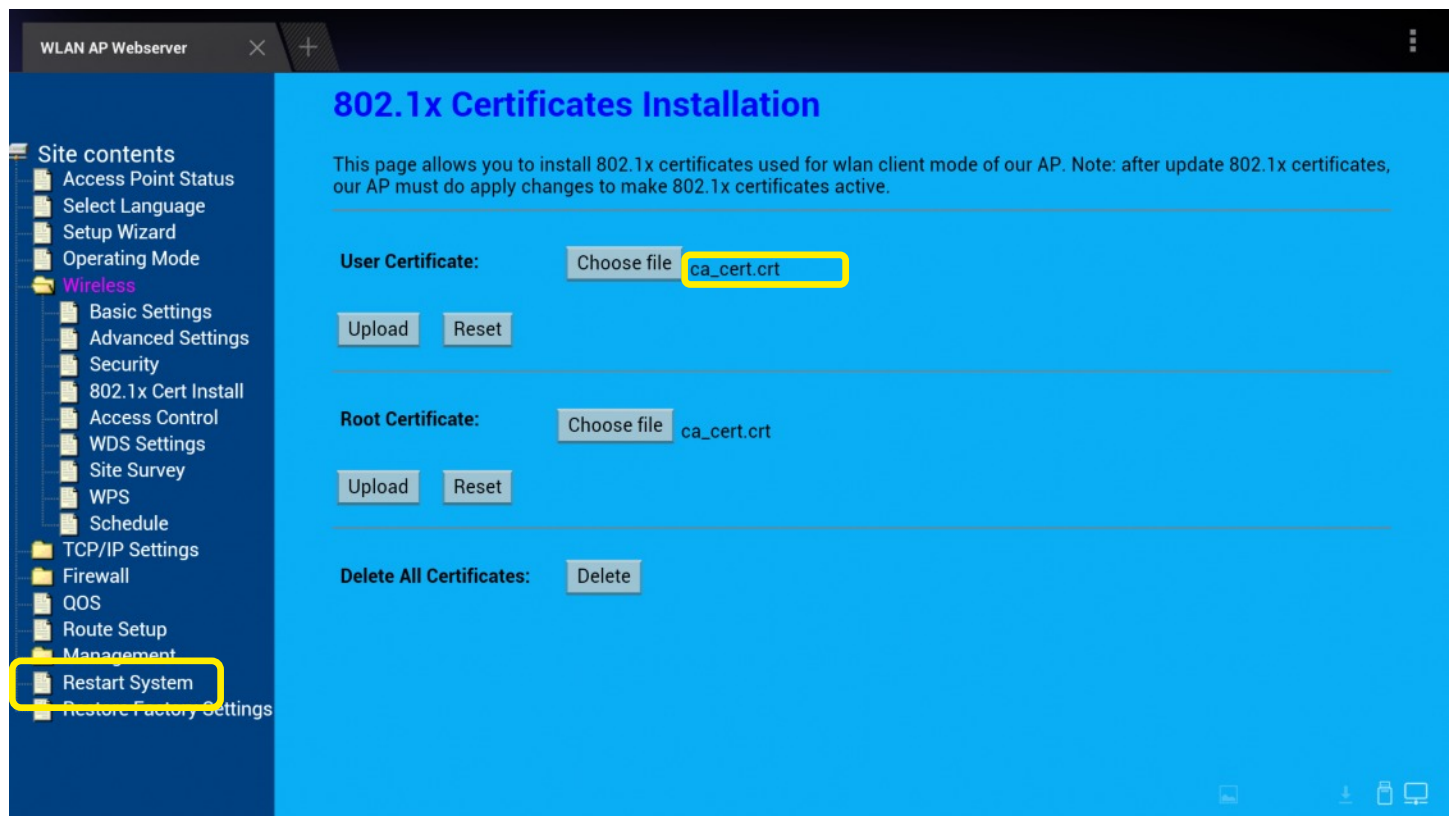 WLAN AP Webserver
802.1x Certificates Installation
This page allows you to install 802.1x certificates used for wlan client mode of our AP. Note: after update 802.1x certificates,
our AP must do apply changes to make 802.1x certificates active.
Site contents
Access Point Status
Select Language
Setup Wizard
Operating Mode
Wireless
Basic Settings
Advanced Settings
Security
802.1x Cert Install
Access Control
WDS Settings
Site Survey
WPS
Schedule
TCP/IP Settings
Firewall
QOS
Route Setup
Management
Restart System
Restore Factory Settings
User Certificate: Choose file ca_cert.crt
Upload Reset
Root Certificate: Choose file ca_cert.crt
Upload Reset
Delete All Certificates: Delete